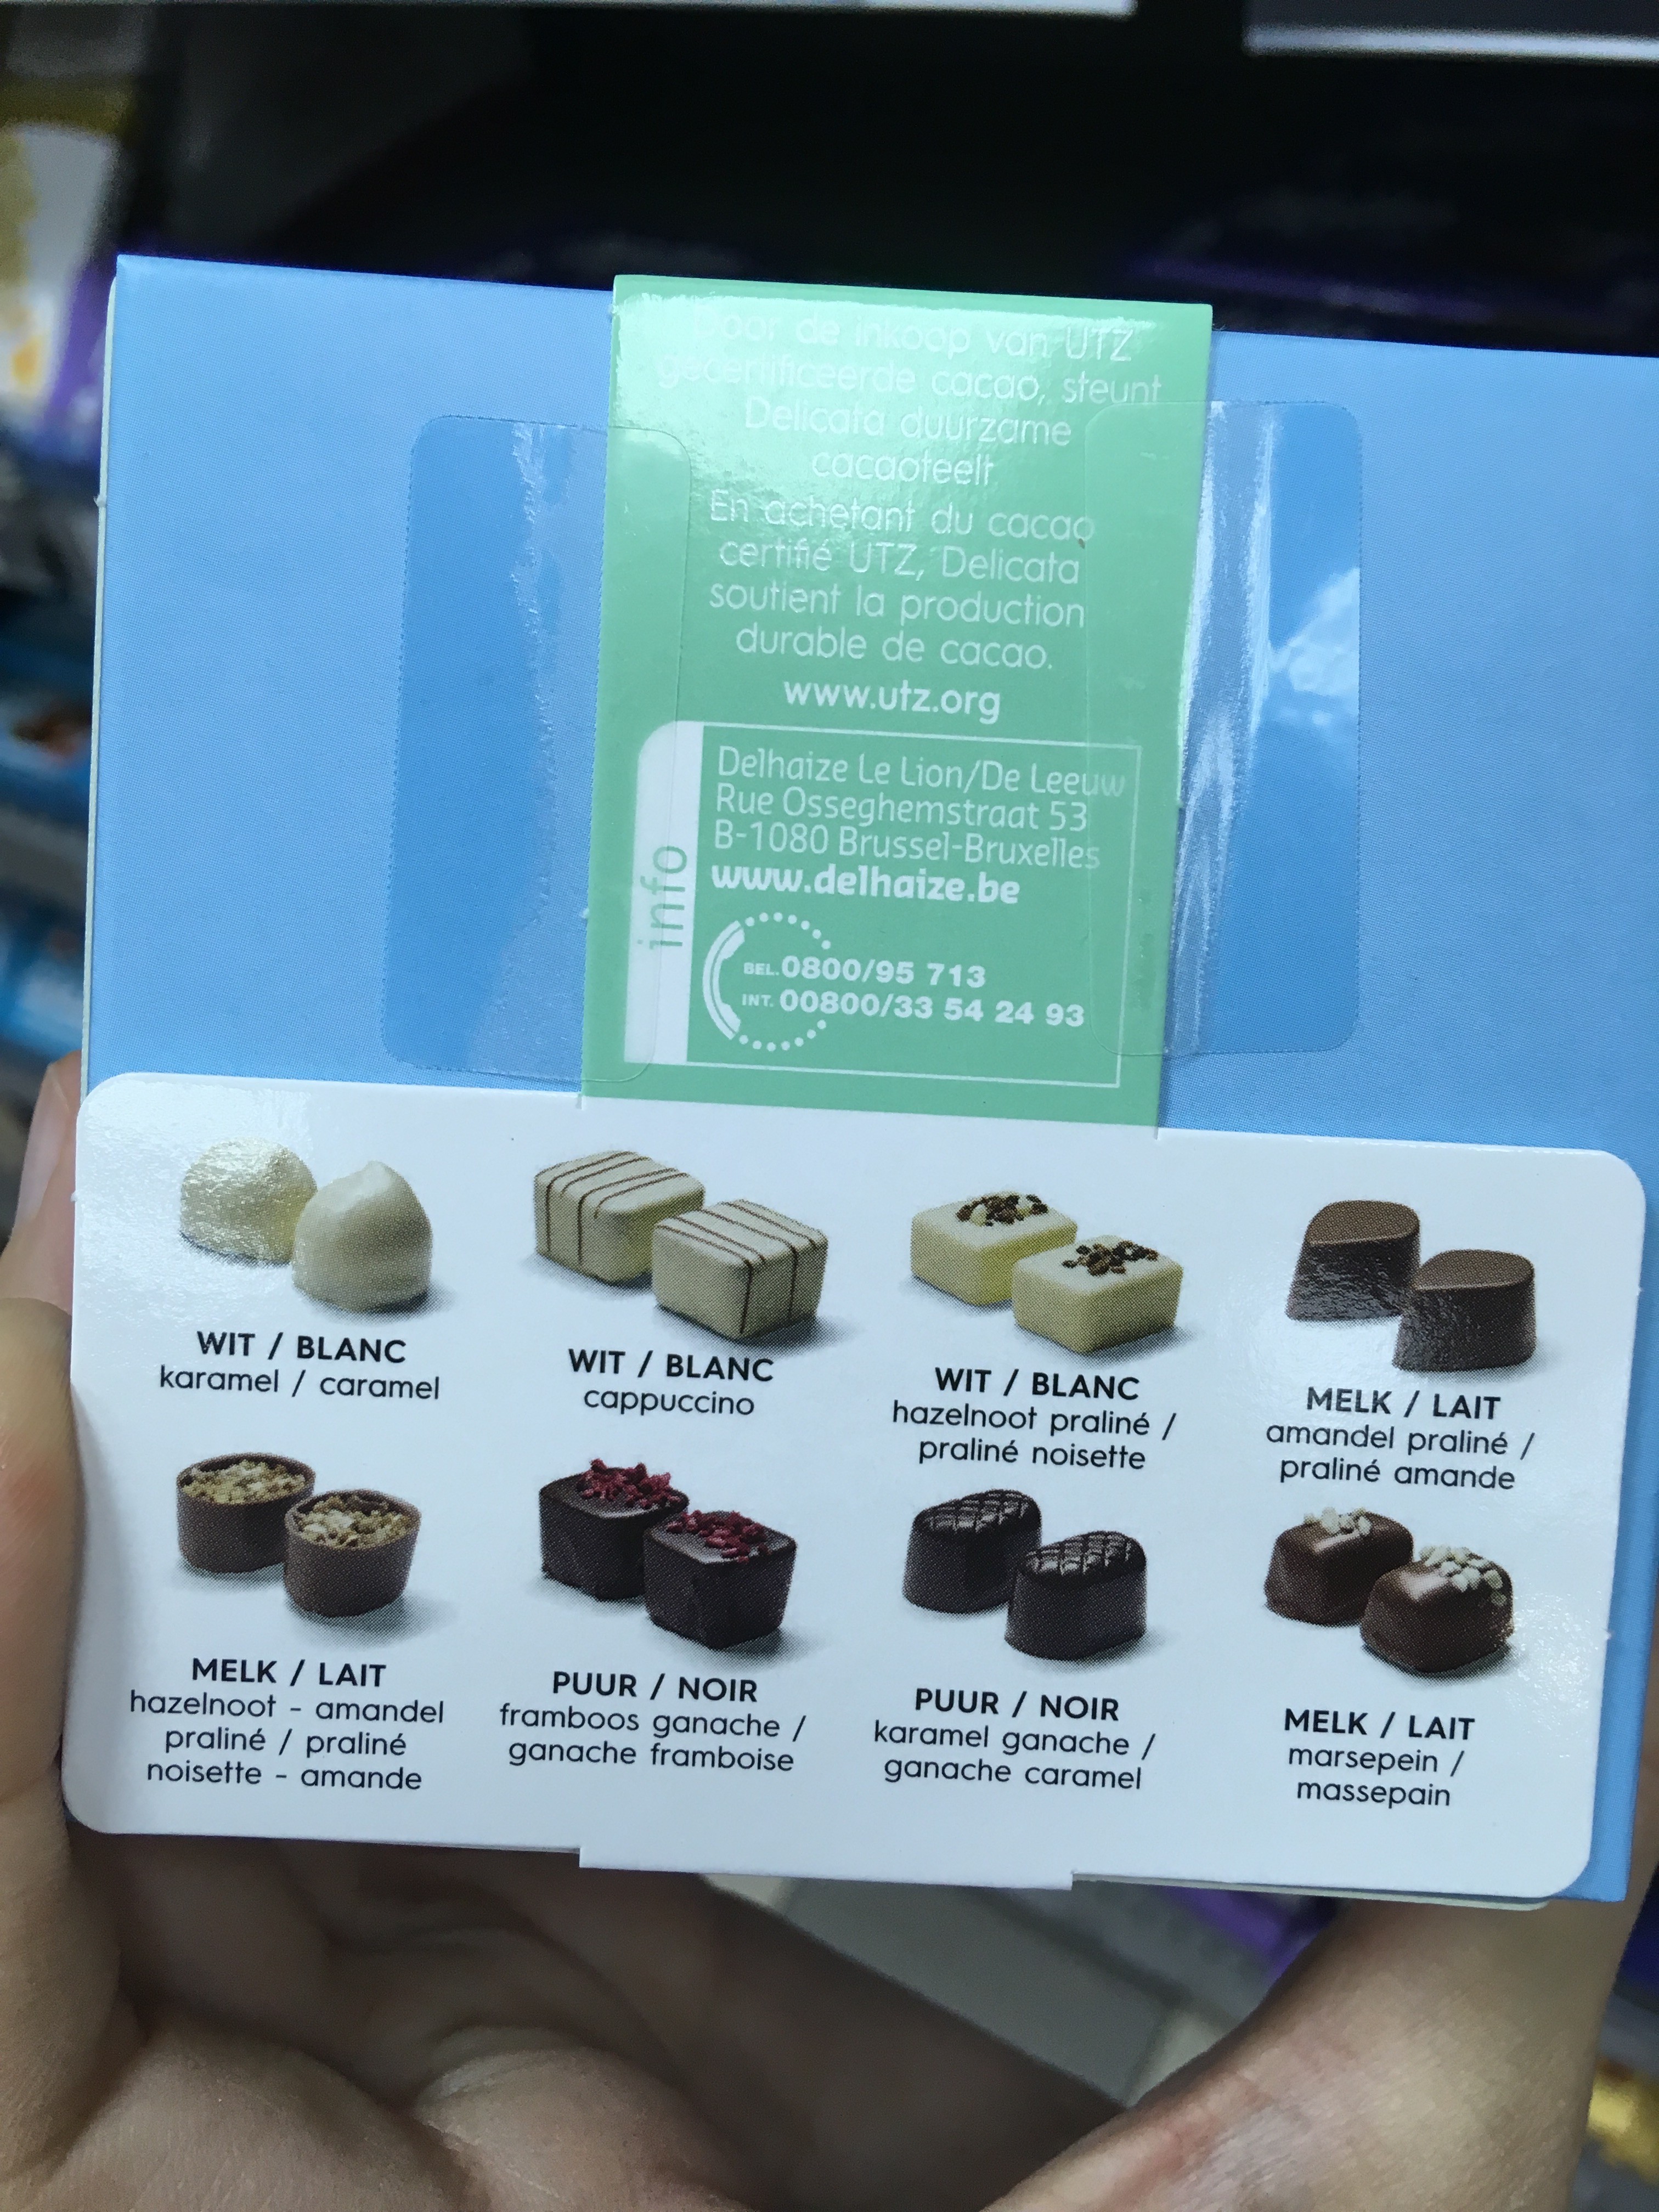 Door de inkoop van UTZ
gecertificeerde cacao, steunt
Delicata duurzame
cacaoteelt
En achetant du cacao
certifié UTZ, Delicata
soutient la production
durable de cacao.
www.utz.org
info
Delhaize Le Lion/De Leeuw
Rue Osseghemstraat 53
B-1080 Brussel-Bruxelles
www.delhaize.be
BEL. 0800/95 713
INT. 00800/33 54 24 93
WIT / BLANC
karamel / caramel
WIT / BLANC
cappuccino
WIT / BLANC
hazelnoot praliné /
praliné noisette
MELK / LAIT
amandel praliné /
praliné amande
MELK / LAIT
hazelnoot - amandel
praliné / praliné
noisette - amande
PUUR / NOIR
framboos ganache /
ganache framboise
PUUR / NOIR
karamel ganache /
ganache caramel
MELK / LAIT
marsepein /
massepain